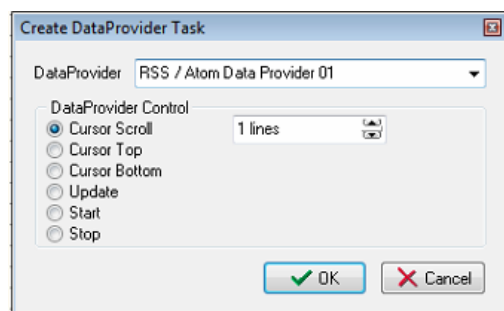 Create DataProvider Task
DataProvider RSS / Atom Data Provider 01
DataProvider Control
Cursor Scroll 1 lines
Cursor Top
Cursor Bottom
Update
Start
Stop
OK Cancel